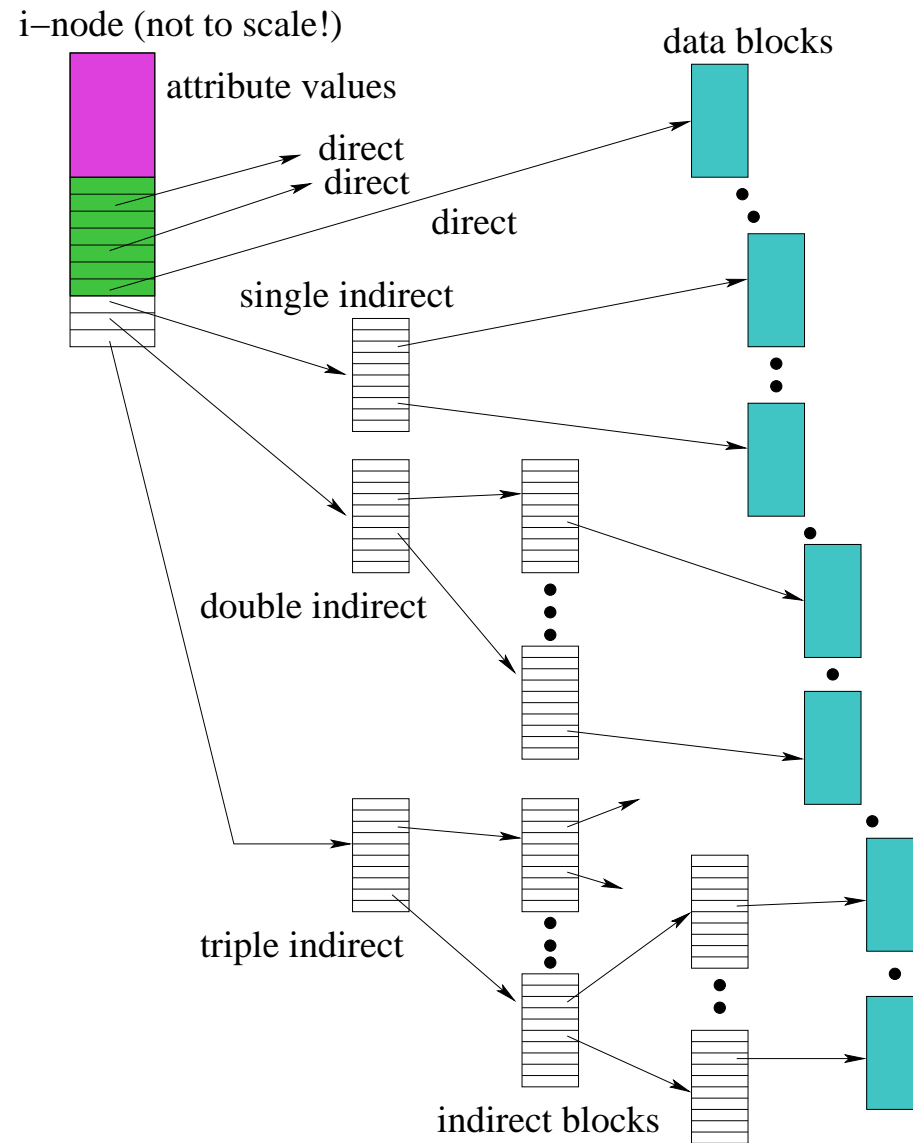 i−node (not to scale!)
data blocks
attribute values
direct
direct
direct
single indirect
double indirect
triple indirect
indirect blocks